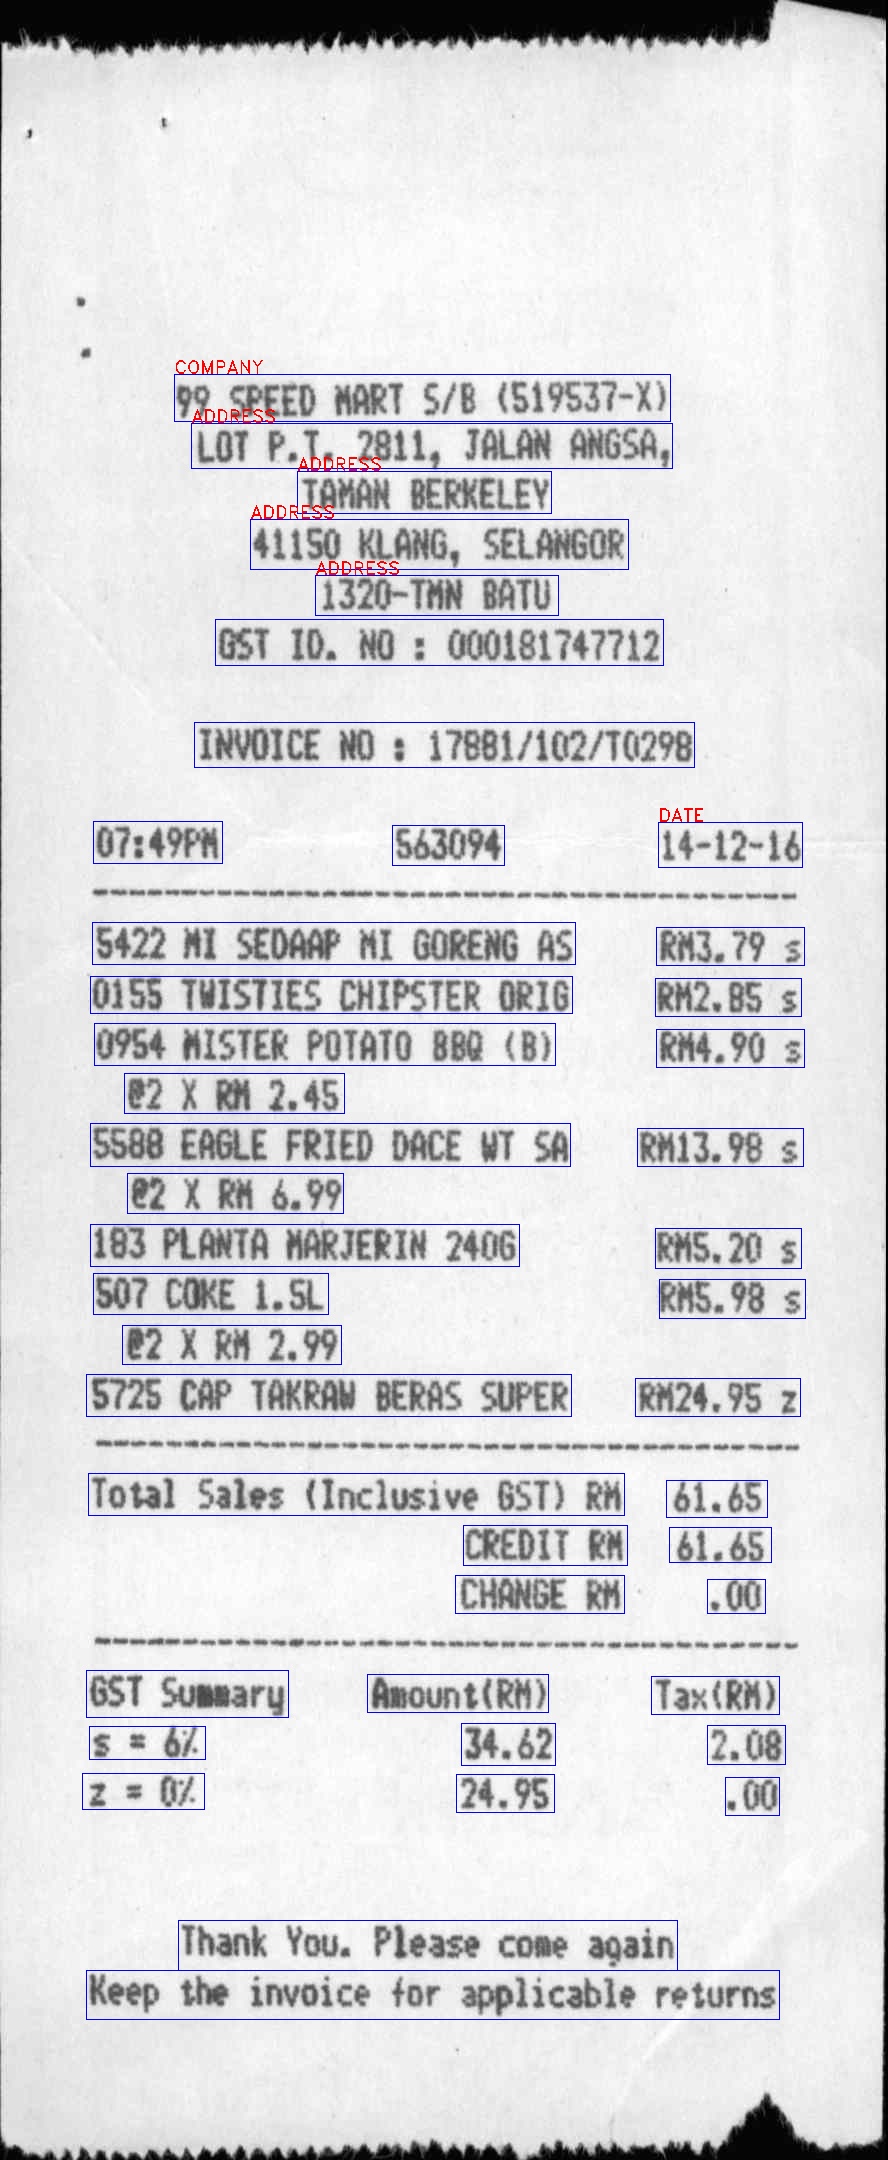 COMPANY
99 SPEED MART S/B (519537-X)
ADDRESS
LOT P.T. 2811, JALAN ANGSA,
ADDRESS
TAMAN BERKELEY
ADDRESS
41150 KLANG, SELANGOR
ADDRESS
1320-TMN BATU
GST ID. NO : 000181747712
INVOICE NO : 17881/102/T0298
DATE
07:49PM 563094 14-12-16
5422 MI SEDAAP MI GORENG AS RM3.79 s
0155 TWISTIES CHIPSTER ORIG RM2.85 s
0954 MISTER POTATO BBQ (B) RM4.90 s
@2 X RM 2.45
5588 EAGLE FRIED DACE WT SA RM13.98 s
@2 X RM 6.99
183 PLANTA MARJERIN 240G RM5.20 s
507 COKE 1.5L RM5.98 s
@2 X RM 2.99
5725 CAP TAKRAW BERAS SUPER RM24.95 z
Total Sales (Inclusive GST) RM 61.65
CREDIT RM 61.65
CHANGE RM .00
GST Summary Amount(RM) Tax(RM)
s = 6% 34.62 2.08
z = 0% 24.95 .00
Thank You. Please come again
Keep the invoice for applicable returns